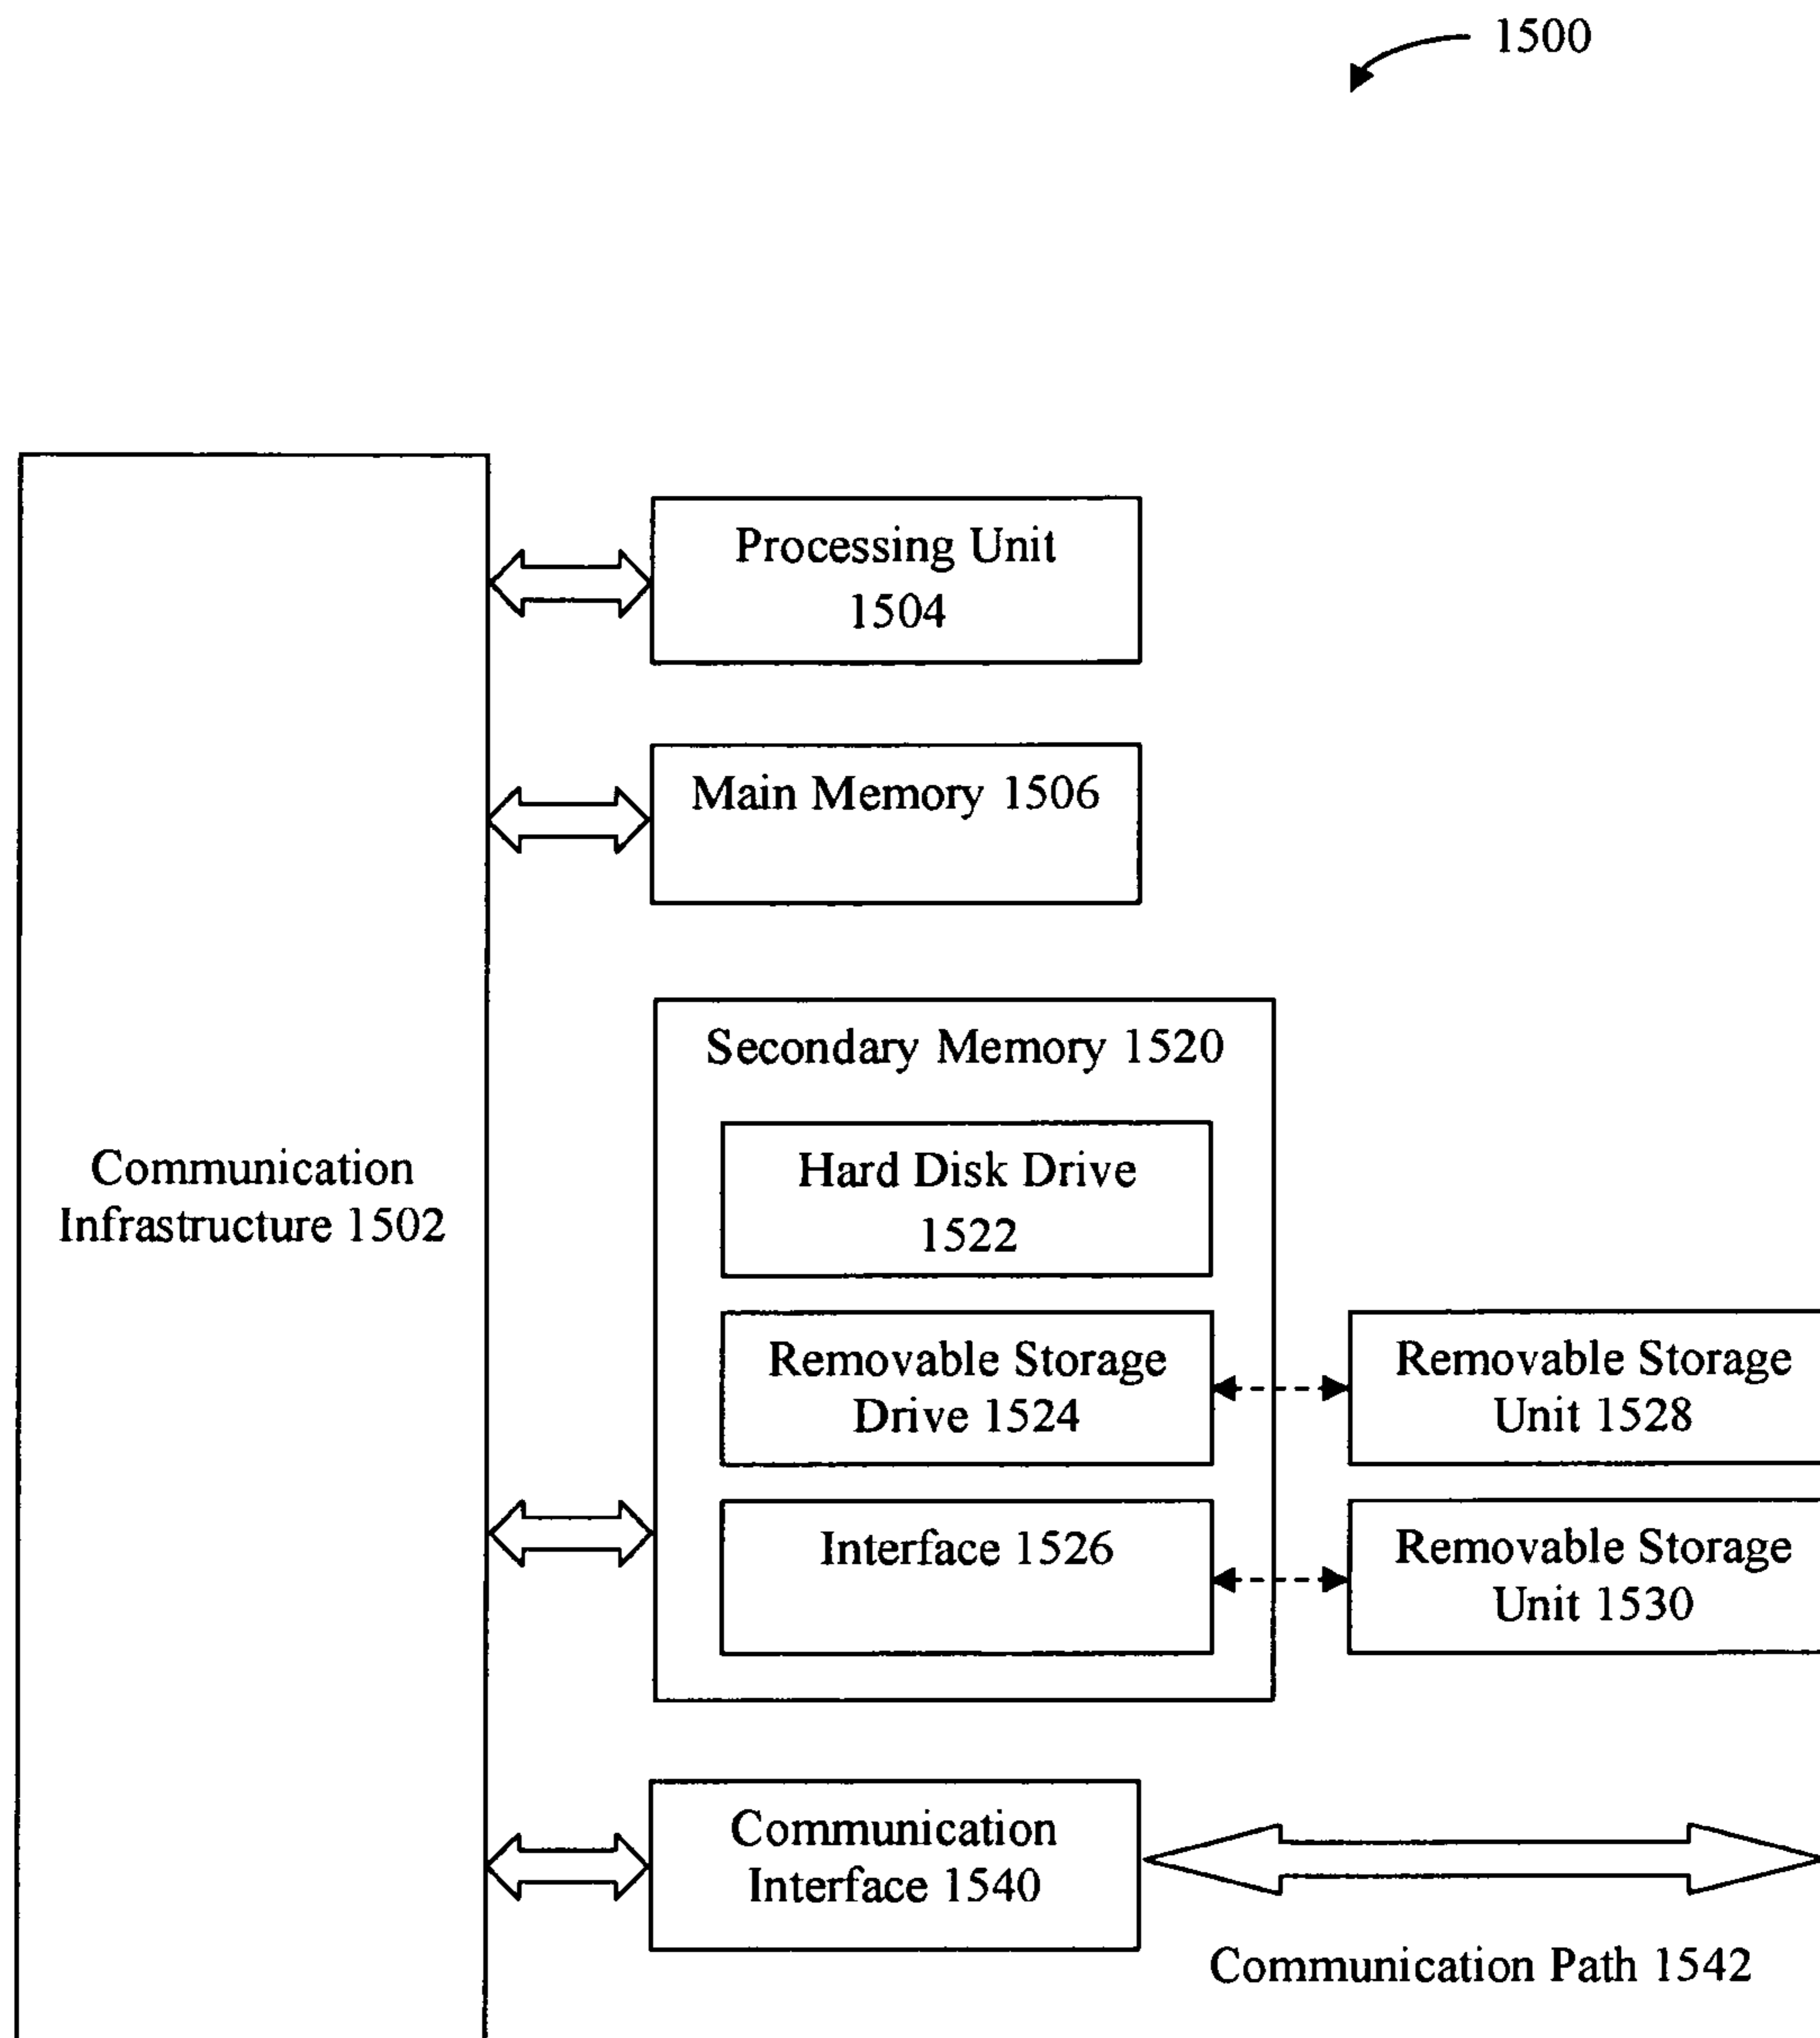 1500
Processing Unit
1504
Main Memory 1506
Secondary Memory 1520
Communication
Infrastructure 1502
Hard Disk Drive
1522
Removable Storage
Drive 1524
Removable Storage
Unit 1528
Interface 1526
Removable Storage
Unit 1530
Communication
Interface 1540
Communication Path 1542